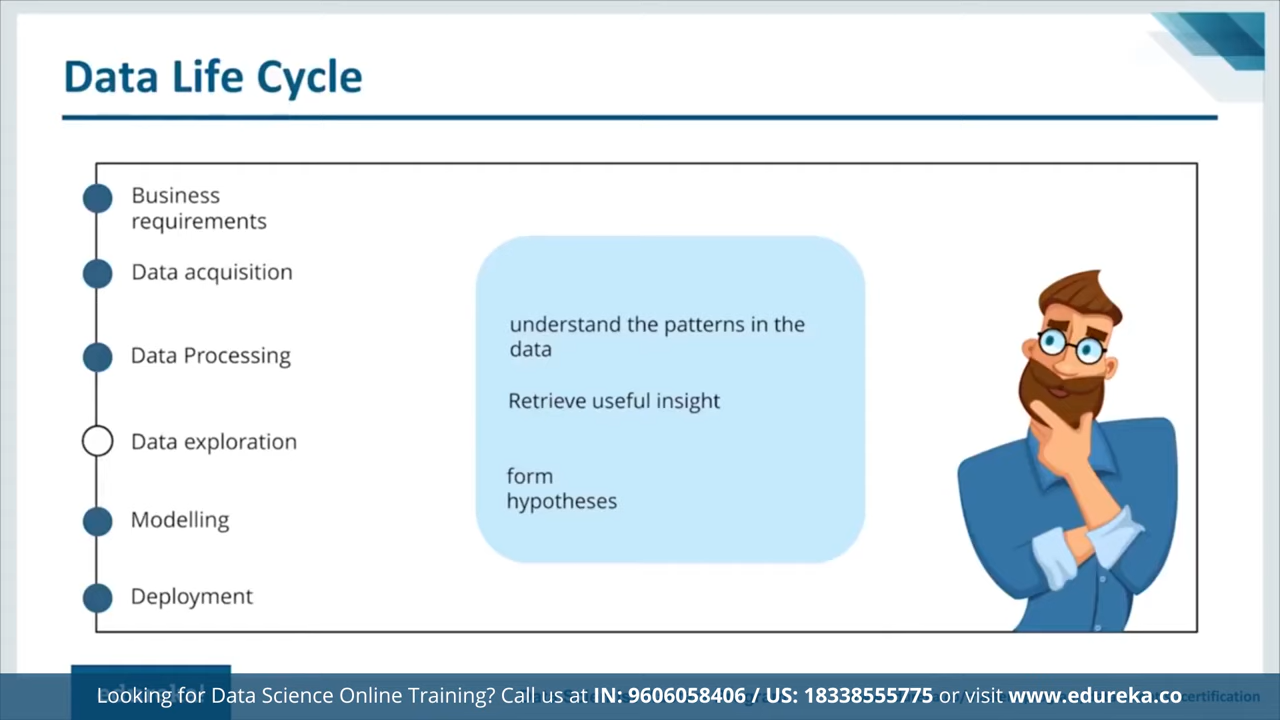 Data Life Cycle
Business
requirements
Data acquisition
Data Processing
Data exploration
Modelling
Deployment
understand the patterns in the
data
Retrieve useful insight
form
hypotheses
Looking for Data Science Online Training? Call us at IN: 9606058406 / US: 18338555775 or visit www.edureka.co
certification